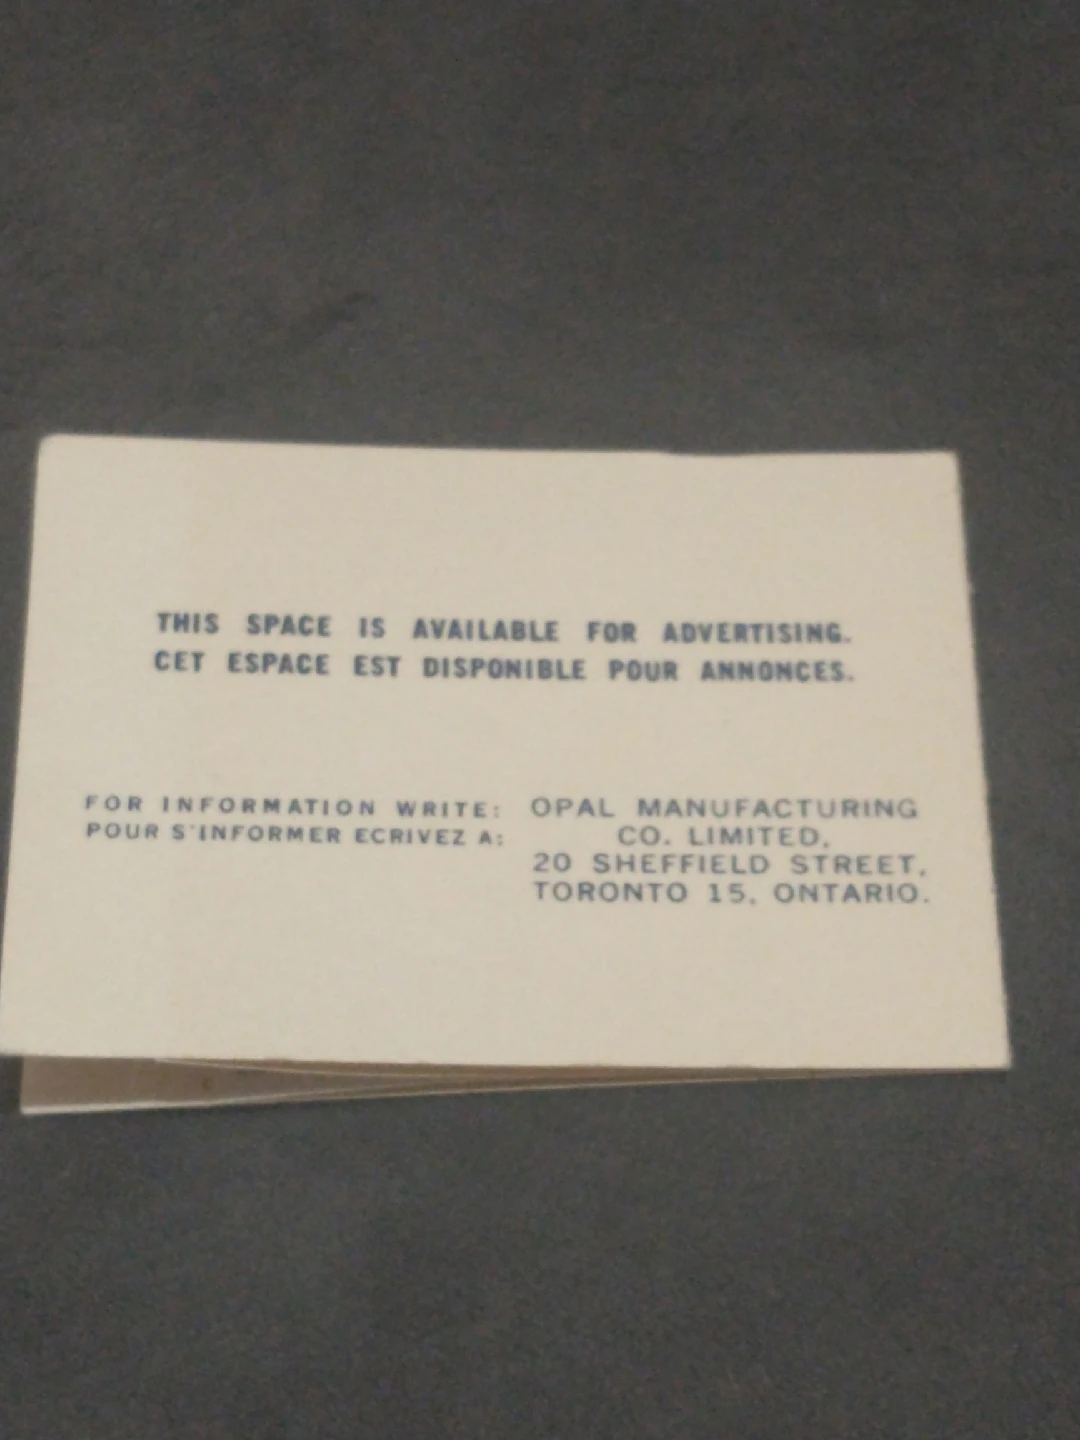 THIS SPACE IS AVAILABLE FOR ADVERTISING.
CET ESPACE EST DISPONIBLE POUR ANNONCES.
FOR INFORMATION WRITE:
POUR S'INFORMER ECRIVEZ A:
OPAL MANUFACTURING
CO. LIMITED,
20 SHEFFIELD STREET,
TORONTO 15, ONTARIO.